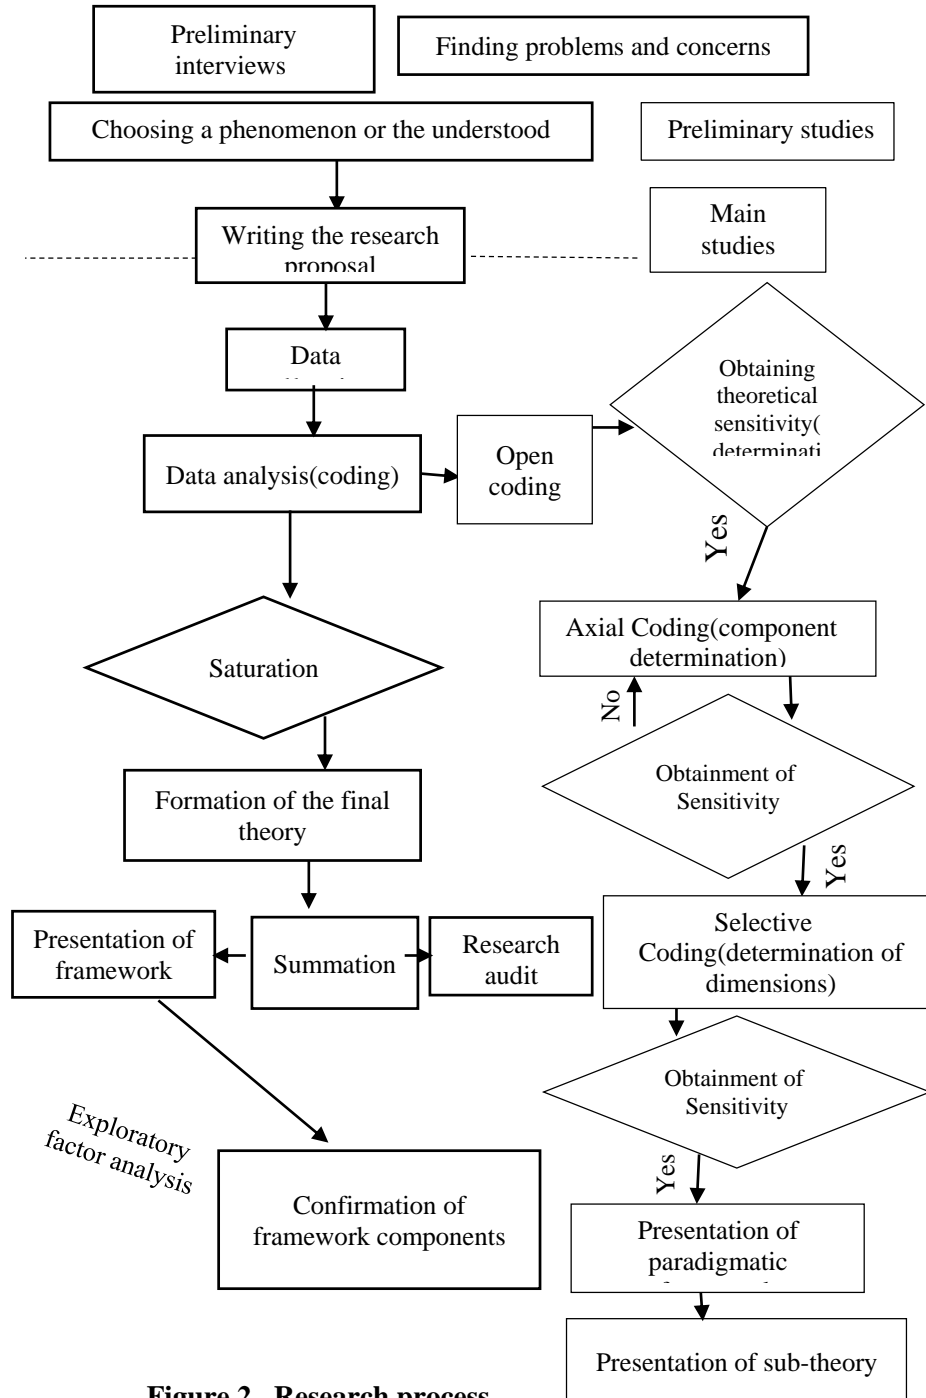 Preliminary
interviews
Finding problems and concerns
Choosing a phenomenon or the understood
Preliminary studies
Main
studies
Writing the research
proposal
Data
Obtaining
theoretical
sensitivity(
determinati
Data analysis(coding)
Open
coding
Yes
Axial Coding(component
determination)
No
Saturation
Obtainment of
Sensitivity
Formation of the final
theory
Yes
Presentation of
framework
Summation
Research
audit
Selective
Coding(determination of
dimensions)
Obtainment of
Sensitivity
Exploratory
factor analysis
Yes
Confirmation of
framework components
Presentation of
paradigmatic
Presentation of sub-theory
Figure 2. Research process